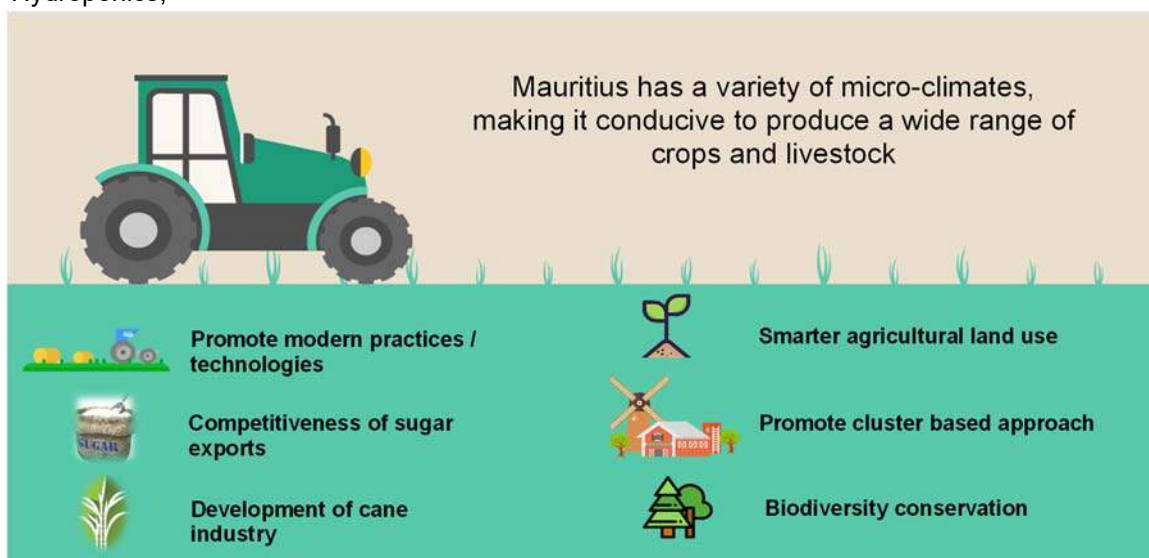 Hydroponics,
Mauritius has a variety of micro-climates,
making it conducive to produce a wide range of
crops and livestock
Promote modern practices /
technologies
Smarter agricultural land use
SUGAR
Competitiveness of sugar
exports
Promote cluster based approach
Development of cane
industry
Biodiversity conservation